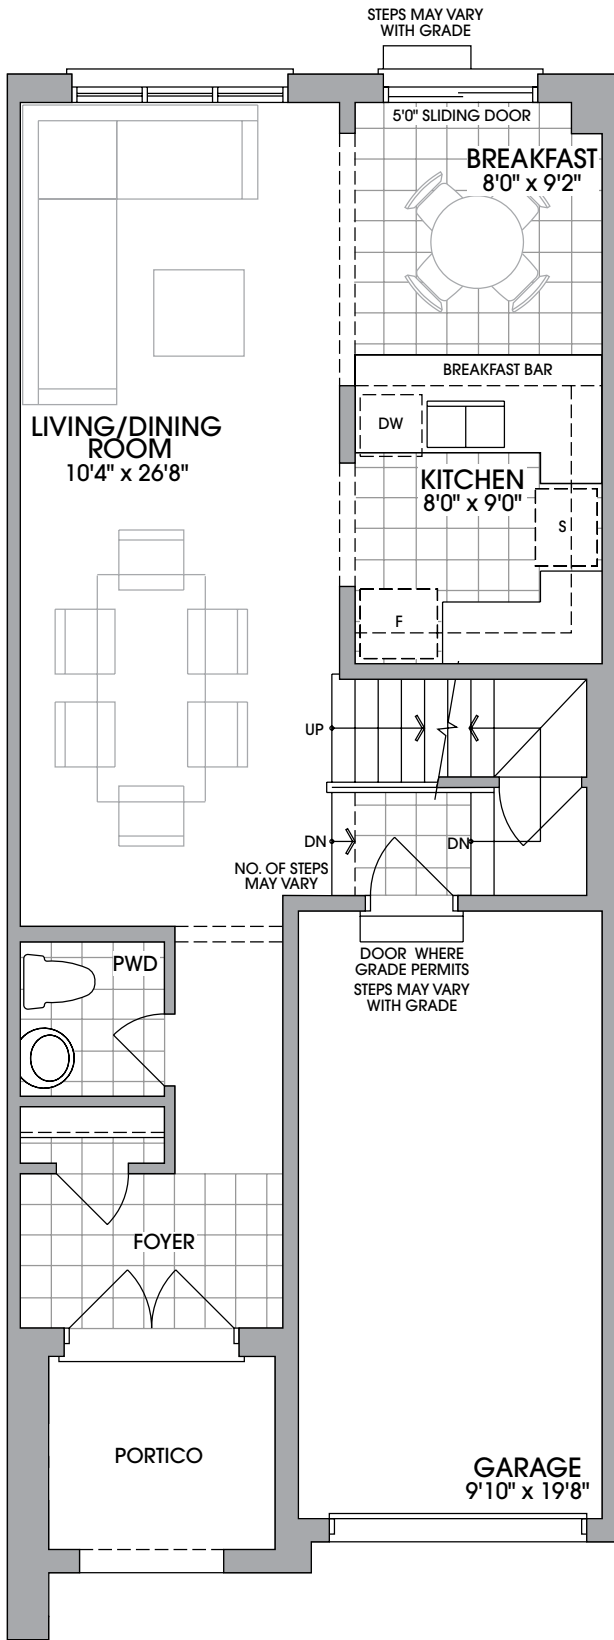 STEPS MAY VARY
WITH GRADE
5'0" SLIDING DOOR
BREAKFAST
8'0" x 9'2"
BREAKFAST BAR
DW
LIVING/DINING
ROOM
10'4" x 26'8"
KITCHEN
8'0" x 9'0"
S
F
UP
DN
DN
NO. OF STEPS
MAY VARY
DOOR WHERE
GRADE PERMITS
STEPS MAY VARY
WITH GRADE
PWD
FOYER
PORTICO
GARAGE
9'10" x 19'8"